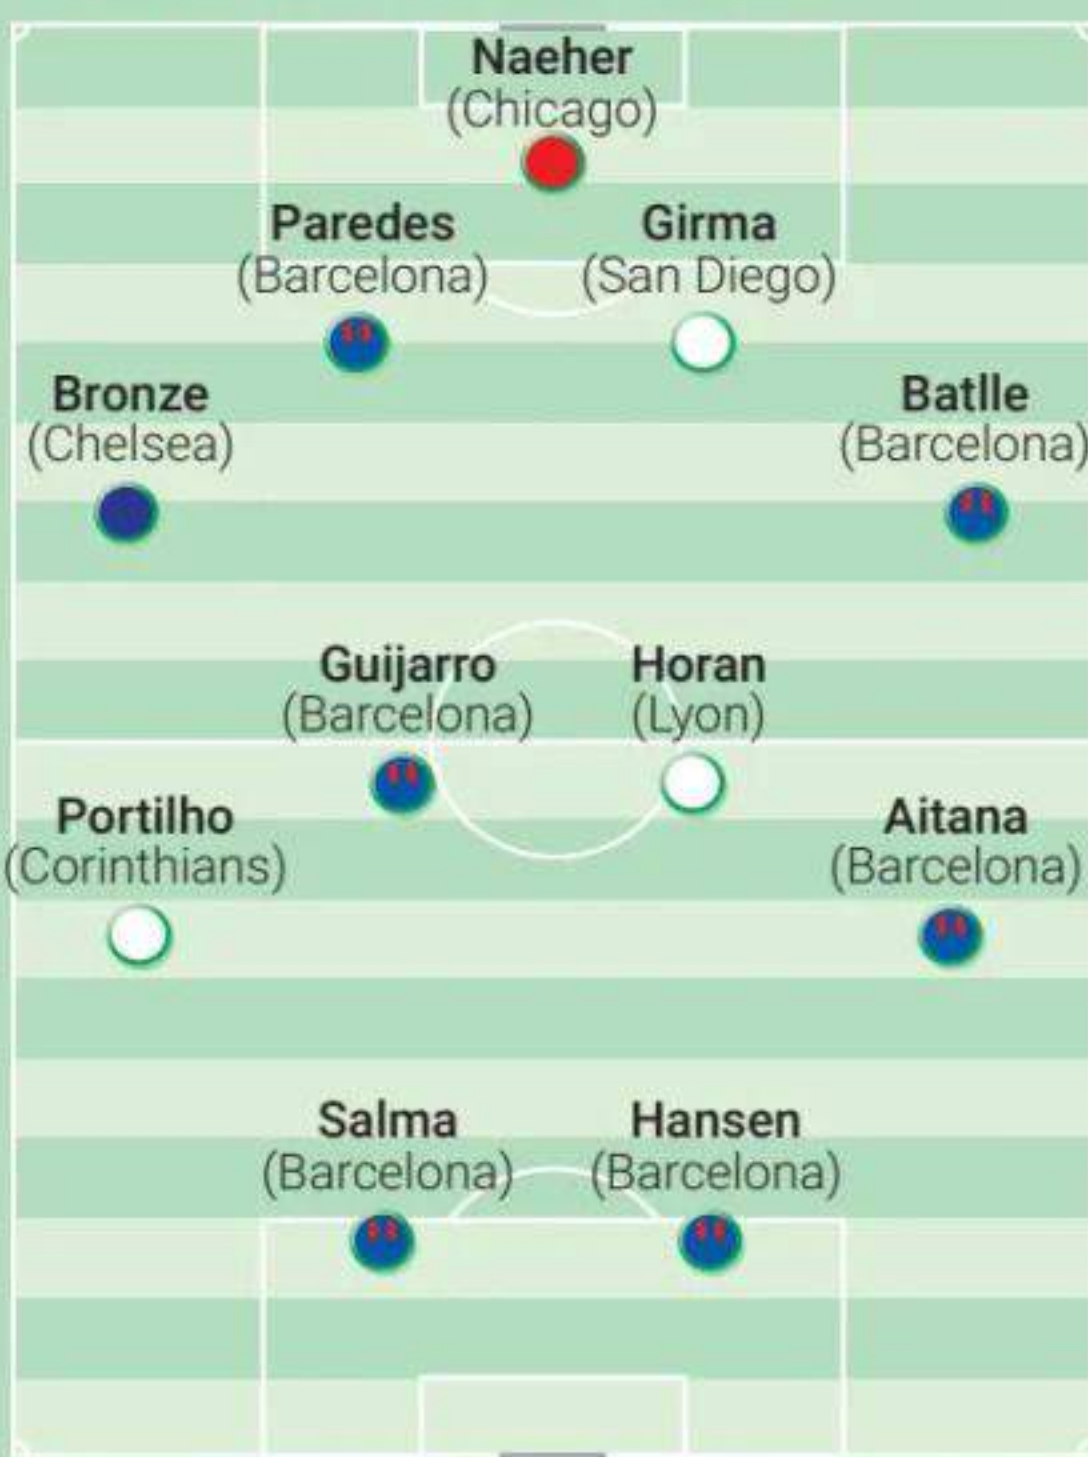 Naeher
(Chicago)
Paredes
(Barcelona)
Girma
(San Diego)
Bronze
(Chelsea)
Batlle
(Barcelona)
Guijarro
(Barcelona)
Horan
(Lyon)
Portilho
(Corinthians)
Aitana
(Barcelona)
Salma
(Barcelona)
Hansen
(Barcelona)